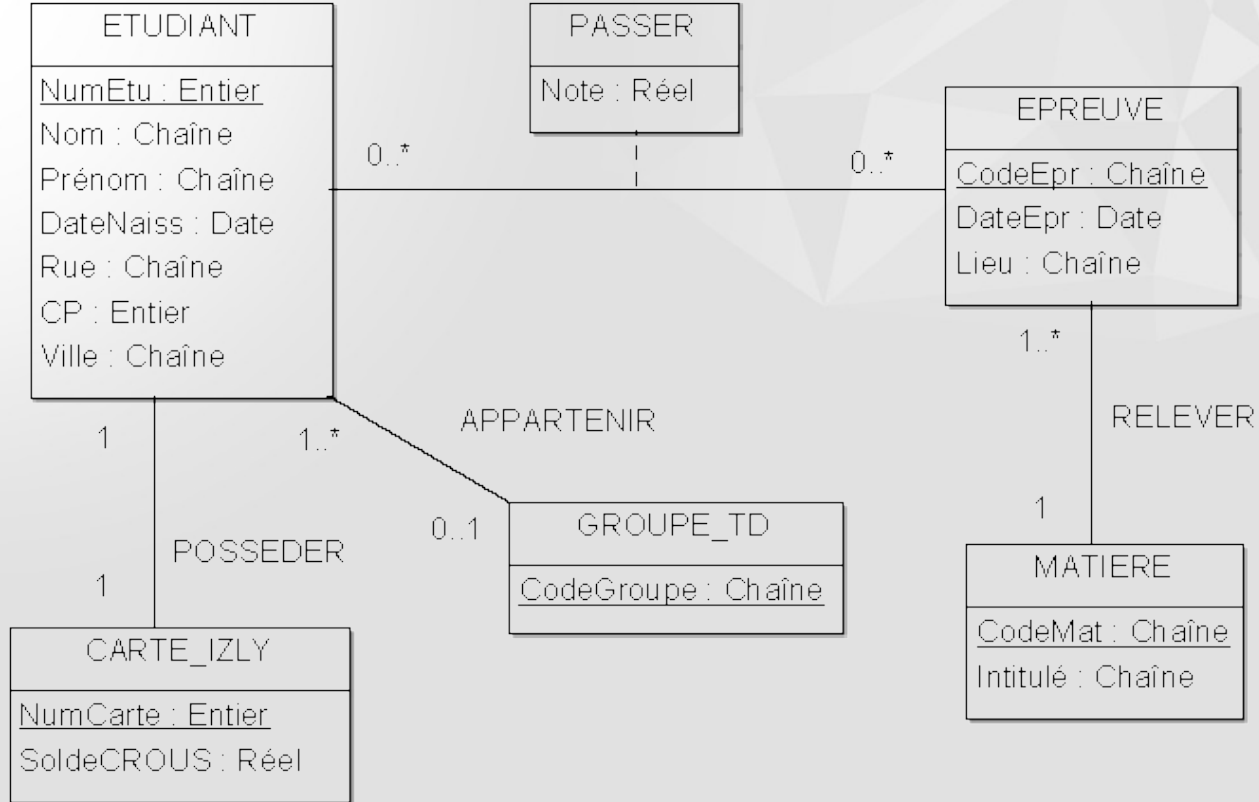 ETUDIANT
NumEtu : Entier
Nom : Chaîne
Prénom : Chaîne
DateNaiss : Date
Rue : Chaîne
CP : Entier
Ville : Chaîne
PASSER
Note : Réel
0..*
0..*
EPREUVE
CodeEpr : Chaîne
DateEpr : Date
Lieu : Chaîne
1
1..*
APPARTENIR
0..1
GROUPE_TD
CodeGroupe : Chaîne
1..*
RELEVER
1
MATIERE
CodeMat : Chaîne
Intitulé : Chaîne
POSSEDER
1
CARTE_IZLY
NumCarte : Entier
SoldeCROUS : Réel